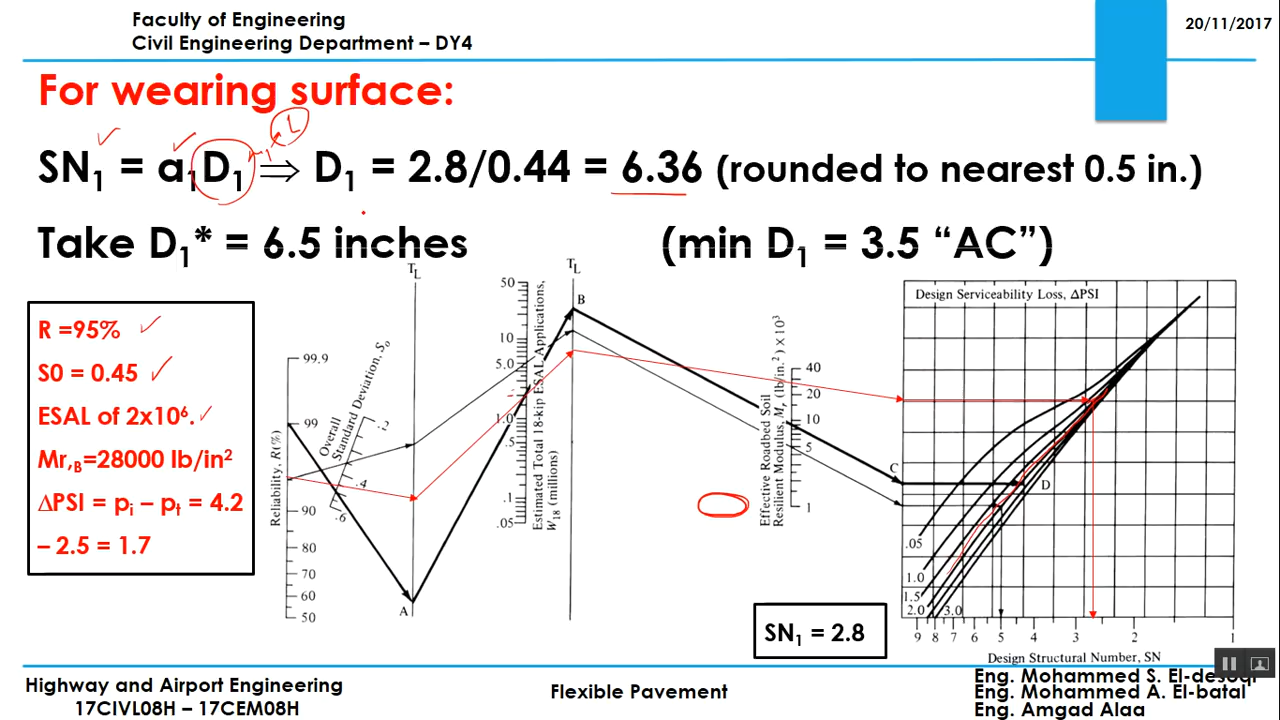 Faculty of Engineering
Civil Engineering Department – DY4
20/11/2017
For wearing surface:
L
SN₁ = a₁D₁ ⇒ D₁ = 2.8/0.44 = 6.36 (rounded to nearest 0.5 in.)
Take D₁* = 6.5 inches (min D₁ = 3.5 “AC”)
R =95%
S0 = 0.45
ESAL of 2x10⁶.
Mr,B=28000 lb/in²
ΔPSI = pᵢ – pₜ = 4.2
– 2.5 = 1.7
Reliability, R(%)
99.9
99
90
80
70
60
50
Overall
Standard Deviation, Sₒ
.2
.4
.6
T_L
A
Estimated Total 18-kip ESAL Applications,
W₁₈ (millions)
50
10
5.0
1.0
.5
.1
.05
T_L
B
Effective Roadbed Soil
Resilient Modulus, Mᵣ (lb/in.²) x 10³
40
20
10
5
1
C
D
Design Serviceability Loss, ΔPSI
.05
1.0
1.5
2.0
3.0
9 8 7 6 5 4 3 2 1
Design Structural Number, SN
SN₁ = 2.8
Highway and Airport Engineering
17CIVL08H – 17CEM08H
Flexible Pavement
Eng. Mohammed S. El-desoqi
Eng. Mohammed A. El-batal
Eng. Amgad Alaa